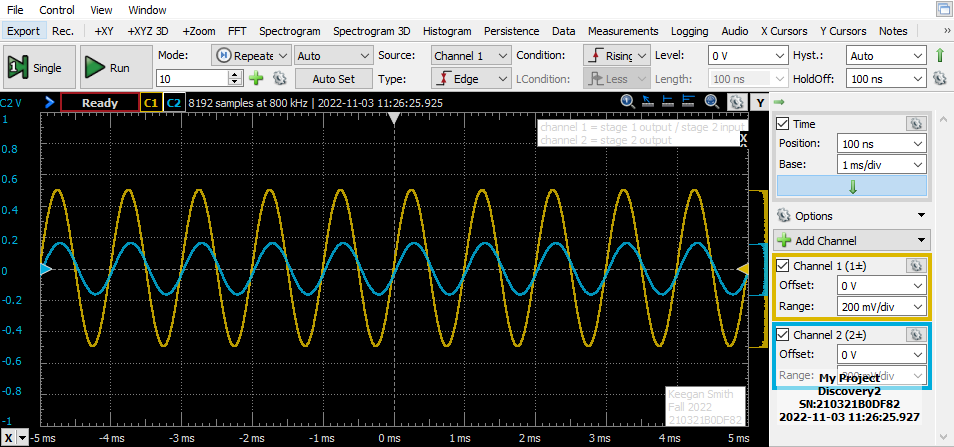 File Control View Window
Export Rec. +XY +XYZ 3D +Zoom FFT Spectrogram Spectrogram 3D Histogram Persistence Data Measurements Logging Audio X Cursors Y Cursors Notes »
Single Run Mode: Repeate Auto Source: Channel 1 Condition: Rising Level: 0 V Hyst.: Auto
10 Auto Set Type: Edge LCondition: Less Length: 100 ns HoldOff: 100 ns
C2 V Ready C1 C2 8192 samples at 800 kHz | 2022-11-03 11:26:25.925 Y
1
0.8
0.6
0.4
0.2
0
-0.2
-0.4
-0.6
-0.8
-1
channel 1 = stage 1 output / stage 2 input
channel 2 = stage 2 output
X
Keegan Smith
Fall 2022
210321B0DF82
X -5 ms -4 ms -3 ms -2 ms -1 ms 0 ms 1 ms 2 ms 3 ms 4 ms 5 ms
Time
Position: 100 ns
Base: 1 ms/div
Options
Add Channel
Channel 1 (1±)
Offset: 0 V
Range: 200 mV/div
Channel 2 (2±)
Offset: 0 V
Range: 200 mV/div
My Project
Discovery2
SN:210321B0DF82
2022-11-03 11:26:25.927